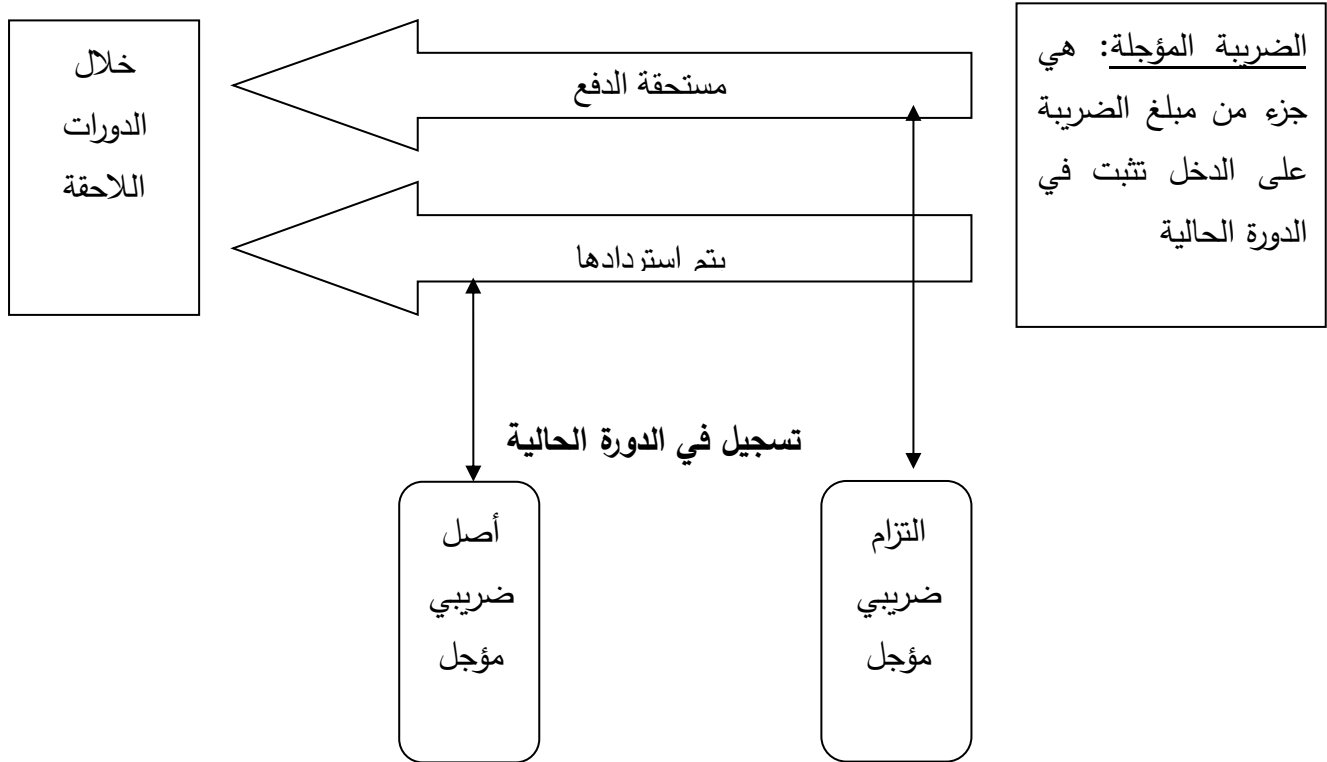 الضريبة المؤجلة: هي
جزء من مبلغ الضريبة
على الدخل تثبت في
الدورة الحالية
مستحقة الدفع
يتم استردادها
خلال
الدورات
اللاحقة
تسجيل في الدورة الحالية
التزام
ضريبي
مؤجل
أصل
ضريبي
مؤجل